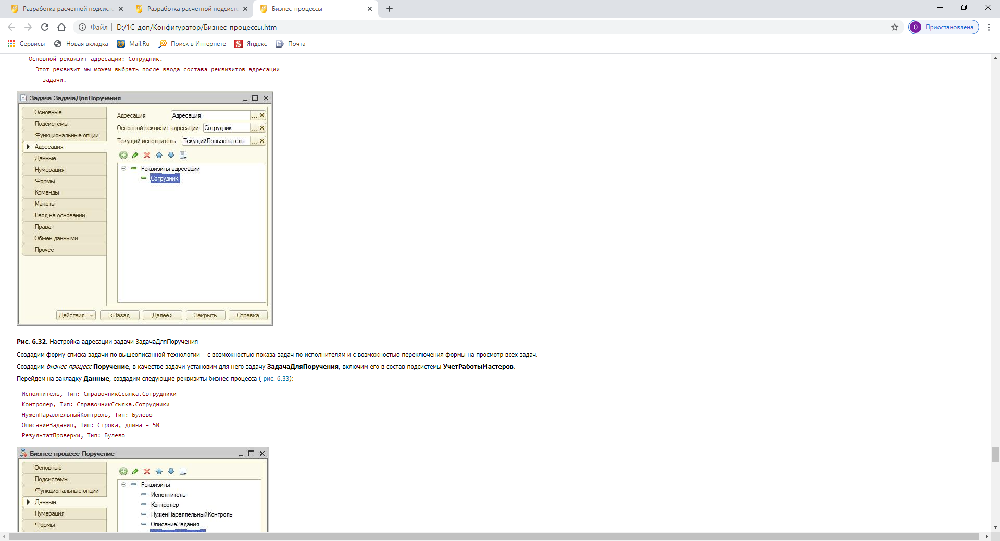 Разработка расчетной подсисте
Разработка расчетной подсисте
Бизнес-процессы
Файл
D:/1С-доп/Конфигуратор/Бизнес-процессы.htm
О
Приостановлена
Сервисы
Новая вкладка
Mail.Ru
Поиск в Интернете
Яндекс
Почта
Основной реквизит адресации: Сотрудник.
Этот реквизит мы можем выбрать после ввода состава реквизитов адресации
задачи.
Задача ЗадачаДляПоручения
Основные
Подсистемы
Функциональные опции
Адресация
Данные
Нумерация
Формы
Команды
Макеты
Ввод на основании
Права
Обмен данными
Прочее
Адресация
Адресация
...
Основной реквизит адресации
Сотрудник
...
Текущий исполнитель
ТекущийПользователь
...
Реквизиты адресации
Сотрудник
Действия
<Назад
Далее>
Закрыть
Справка
Рис. 6.32. Настройка адресации задачи ЗадачаДляПоручения
Создадим форму списка задачи по вышеописанной технологии – с возможностью показа задач по исполнителям и с возможностью переключения формы на просмотр всех задач.
Создадим бизнес-процесс Поручение, в качестве задачи установим для него задачу ЗадачаДляПоручения, включим его в состав подсистемы УчетРаботыМастеров.
Перейдем на закладку Данные, создадим следующие реквизиты бизнес-процесса ( рис. 6.33):
Исполнитель, Тип: СправочникСсылка.Сотрудники
Контролер, Тип: СправочникСсылка.Сотрудники
НуженПараллельныйКонтроль, Тип: Булево
ОписаниеЗадания, Тип: Строка, длина – 50
РезультатПроверки, Тип: Булево
Бизнес-процесс Поручение
Основные
Подсистемы
Функциональные опции
Данные
Нумерация
Формы
Реквизиты
Исполнитель
Контролер
НуженПараллельныйКонтроль
ОписаниеЗадания